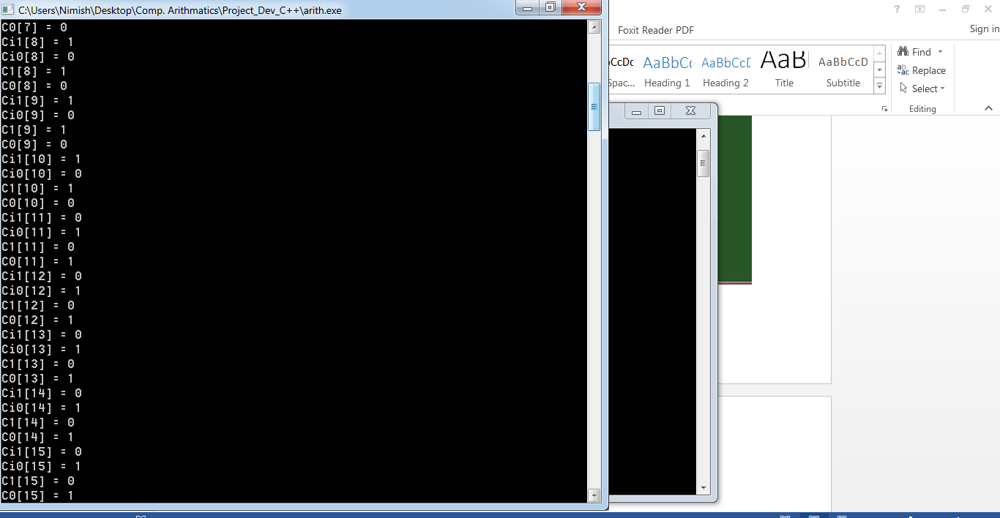 C:\Users\Nimish\Desktop\Comp. Arithmatics\Project_Dev_C++\arith.exe
C0[7] = 0
Ci1[8] = 1
Ci0[8] = 0
C1[8] = 1
C0[8] = 0
Ci1[9] = 1
Ci0[9] = 0
C1[9] = 1
C0[9] = 0
Ci1[10] = 1
Ci0[10] = 0
C1[10] = 1
C0[10] = 0
Ci1[11] = 0
Ci0[11] = 1
C1[11] = 0
C0[11] = 1
Ci1[12] = 0
Ci0[12] = 1
C1[12] = 0
C0[12] = 1
Ci1[13] = 0
Ci0[13] = 1
C1[13] = 0
C0[13] = 1
Ci1[14] = 0
Ci0[14] = 1
C1[14] = 0
C0[14] = 1
Ci1[15] = 0
Ci0[15] = 1
C1[15] = 0
C0[15] = 1
Foxit Reader PDF
Sign in
AaBbCc AaBbCcD AaB AaBbCcD
Spac... Heading 1 Heading 2 Title Subtitle
Find
Replace
Select
Editing